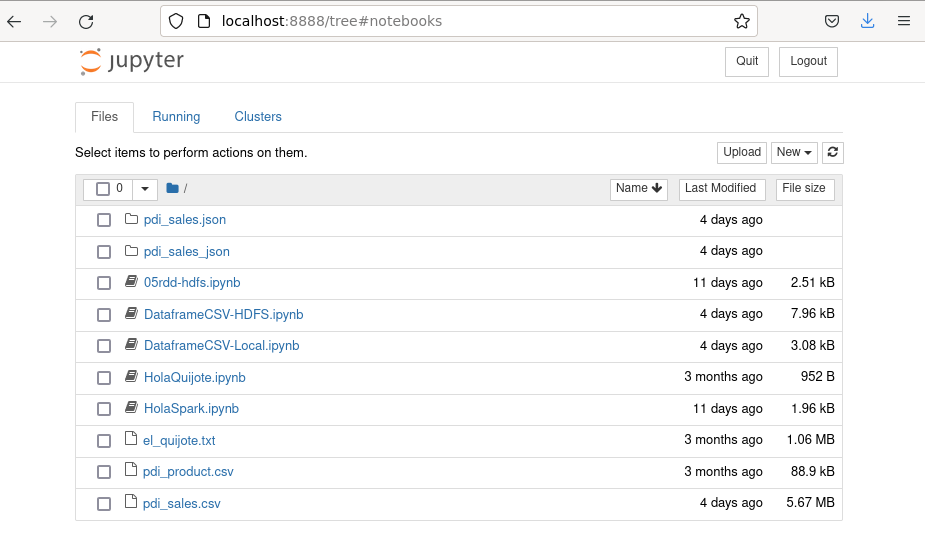 localhost:8888/tree#notebooks
jupyter
Quit Logout
Files Running Clusters
Select items to perform actions on them.
Upload New
0 / Name Last Modified File size
pdi_sales.json 4 days ago
pdi_sales_json 4 days ago
05rdd-hdfs.ipynb 11 days ago 2.51 kB
DataframeCSV-HDFS.ipynb 4 days ago 7.96 kB
DataframeCSV-Local.ipynb 4 days ago 3.08 kB
HolaQuijote.ipynb 3 months ago 952 B
HolaSpark.ipynb 11 days ago 1.96 kB
el_quijote.txt 3 months ago 1.06 MB
pdi_product.csv 3 months ago 88.9 kB
pdi_sales.csv 4 days ago 5.67 MB